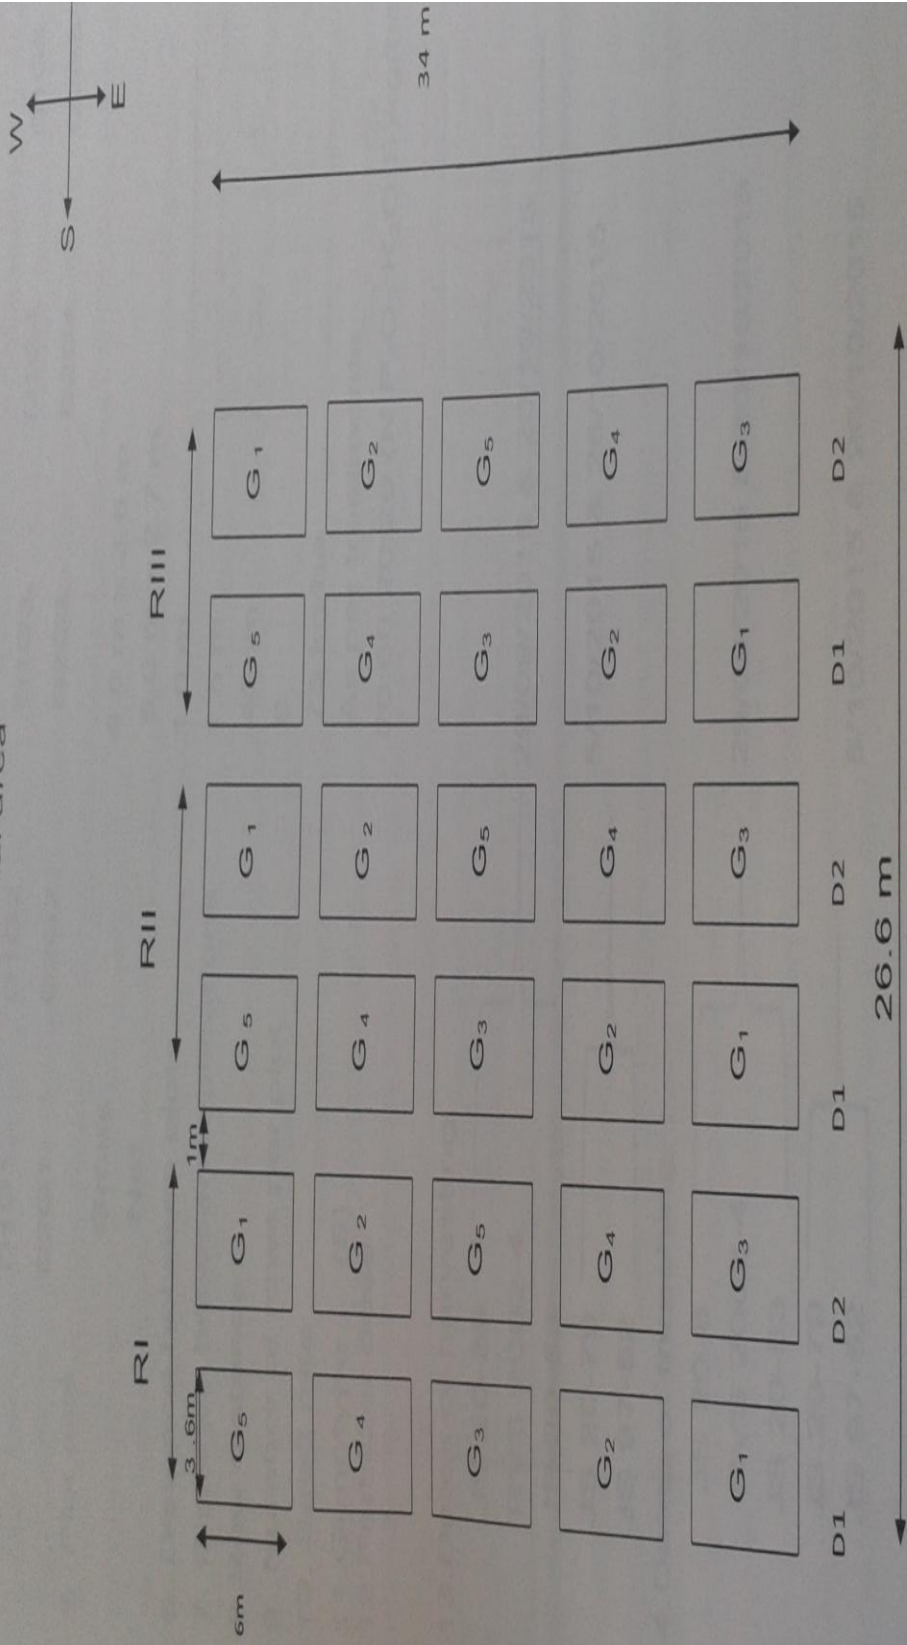 W
S
E
RI RII RIII
3.6m 1m
6m G5 G1 G5 G1 G5 G1
G4 G2 G4 G2 G4 G2
34 m
G3 G5 G3 G5 G3 G5
G2 G4 G2 G4 G2 G4
G1 G3 G1 G3 G1 G3
D1 D2 D1 D2 D1 D2
26.6 m